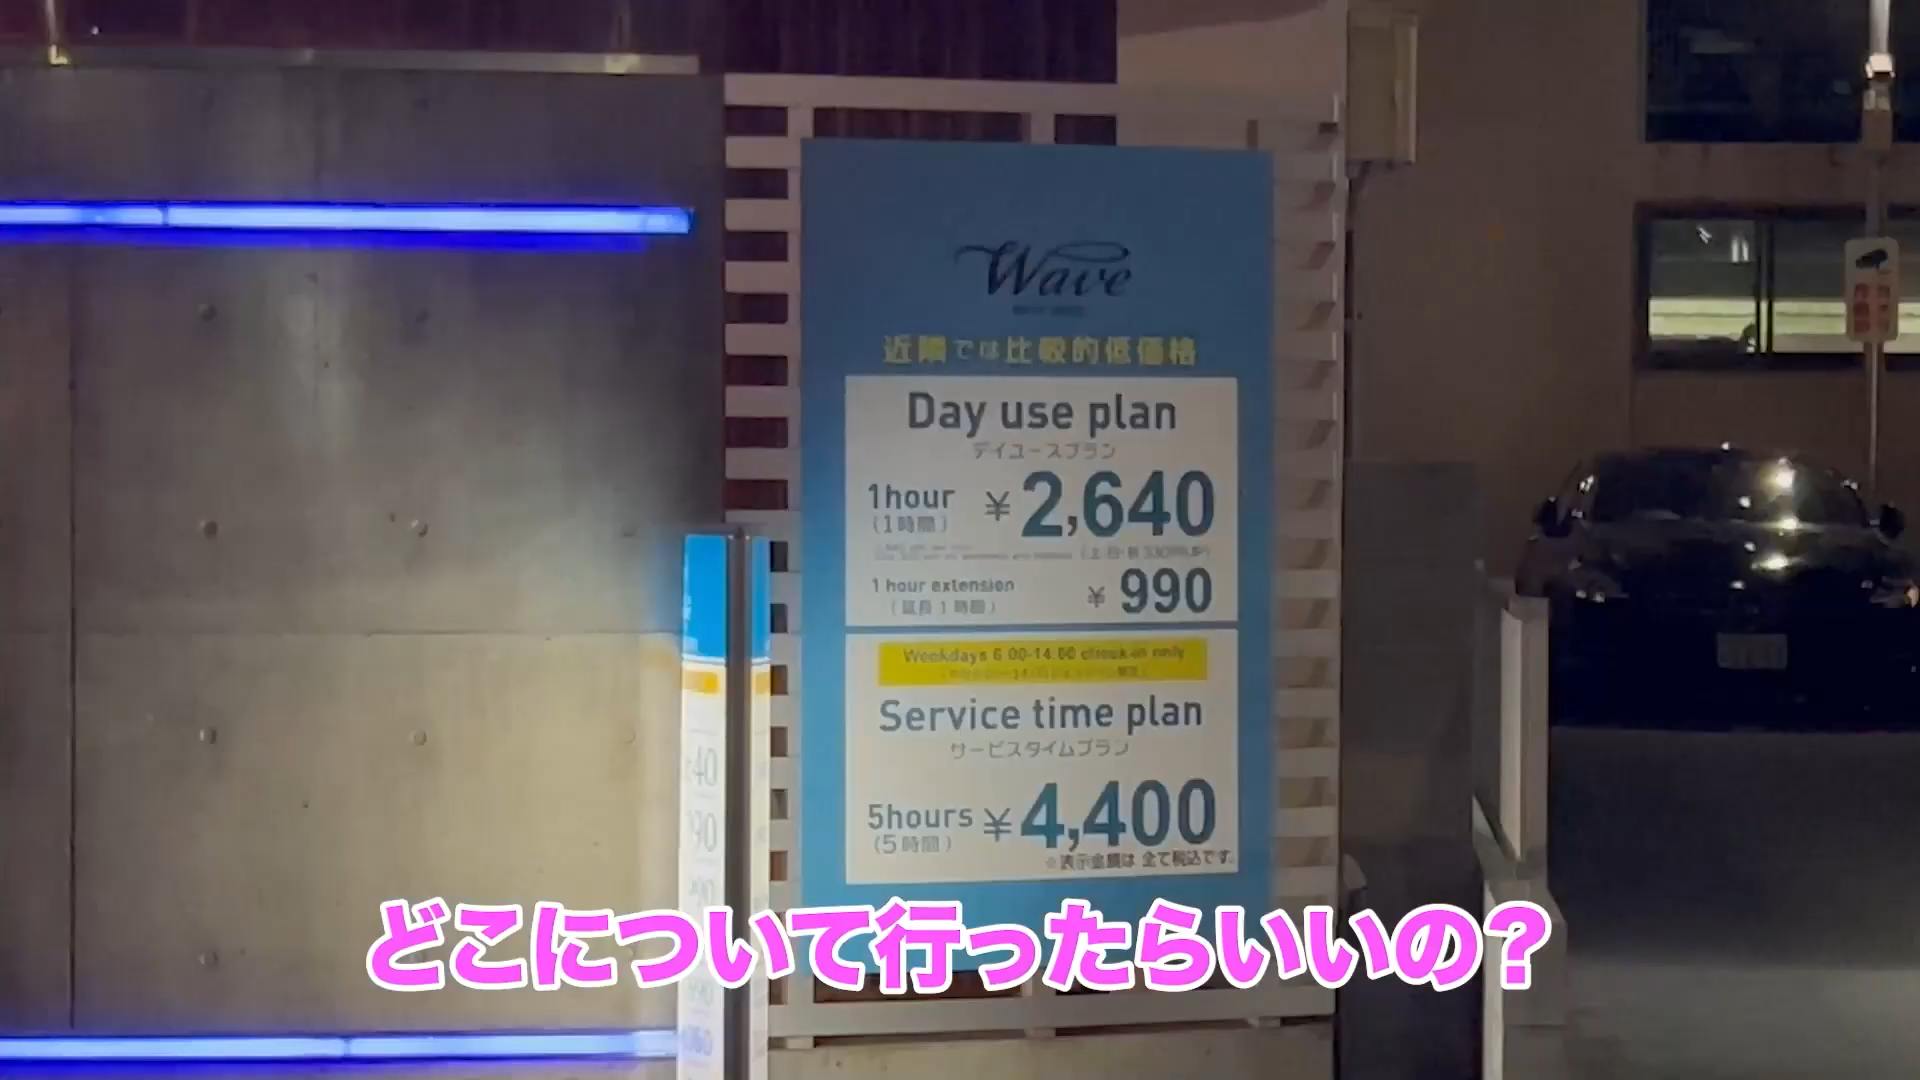 Wave
近隣では比較的低価格
Day use plan
デイユースプラン
1hour ¥2,640
(1時間)
1 hour extension ¥990
(延長1時間)
Weekdays 6:00-14:00 check-in only
Service time plan
サービスタイムプラン
5hours ¥4,400
(5時間)
※表示金額は 全て税込です。
どこについて行ったらいいの?